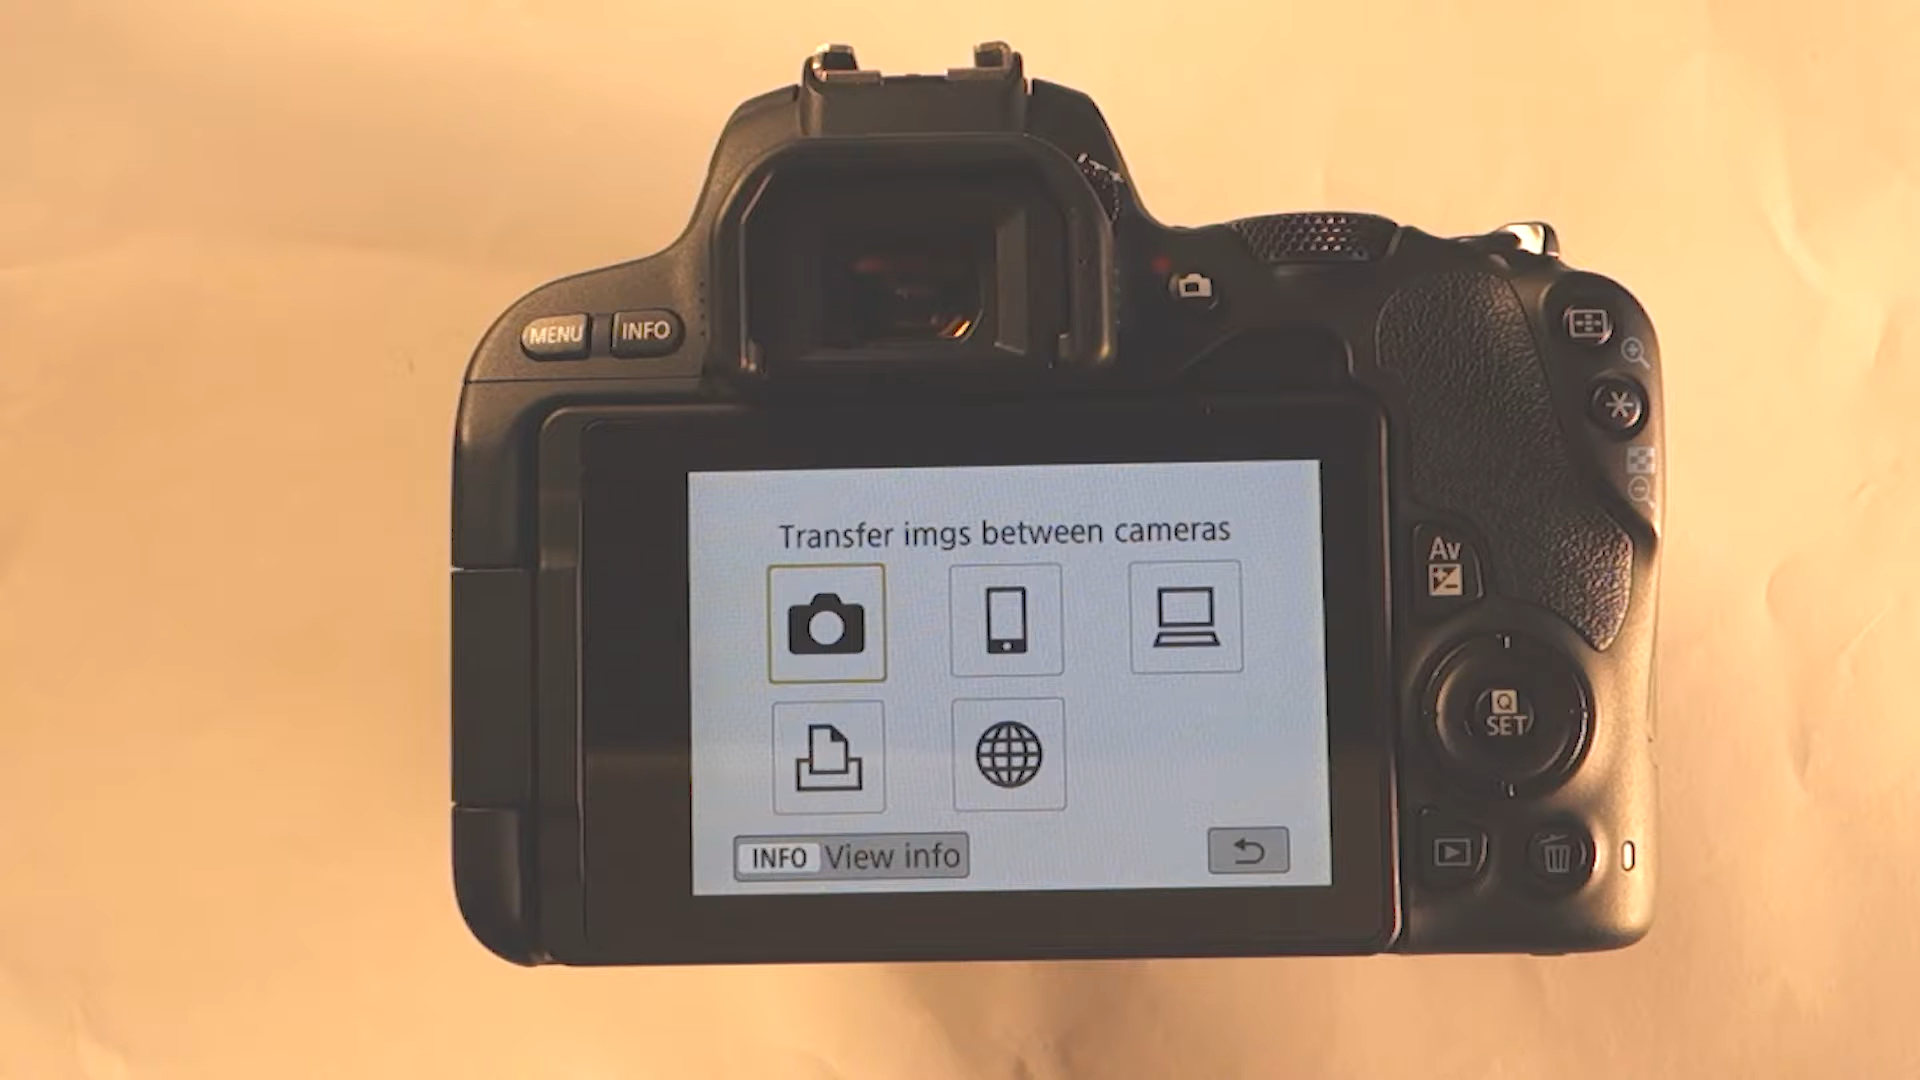 MENU INFO
Transfer imgs between cameras
Av
Q
SET
INFO View info